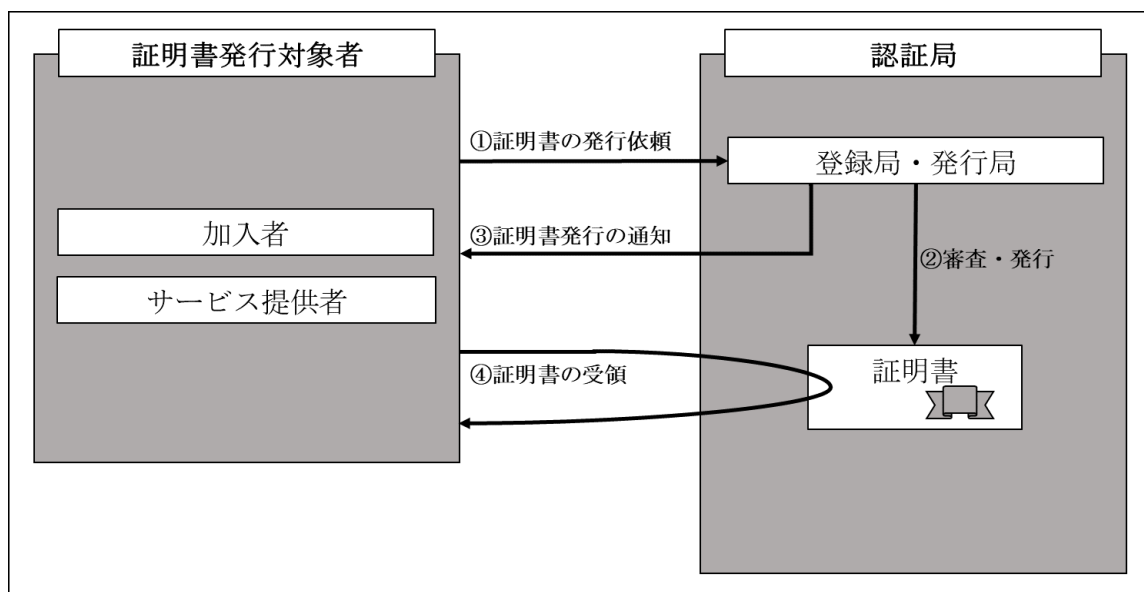 証明書発行対象者
認証局
①証明書の発行依頼
登録局・発行局
加入者
③証明書発行の通知
②審査・発行
サービス提供者
④証明書の受領
証明書